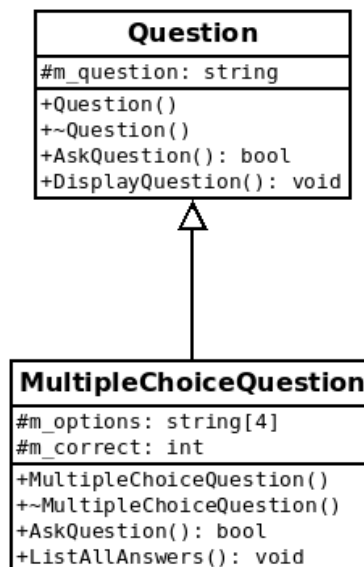 Question
#m_question: string
+Question()
+~Question()
+AskQuestion(): bool
+DisplayQuestion(): void
MultipleChoiceQuestion
#m_options: string[4]
#m_correct: int
+MultipleChoiceQuestion()
+~MultipleChoiceQuestion()
+AskQuestion(): bool
+ListAllAnswers(): void